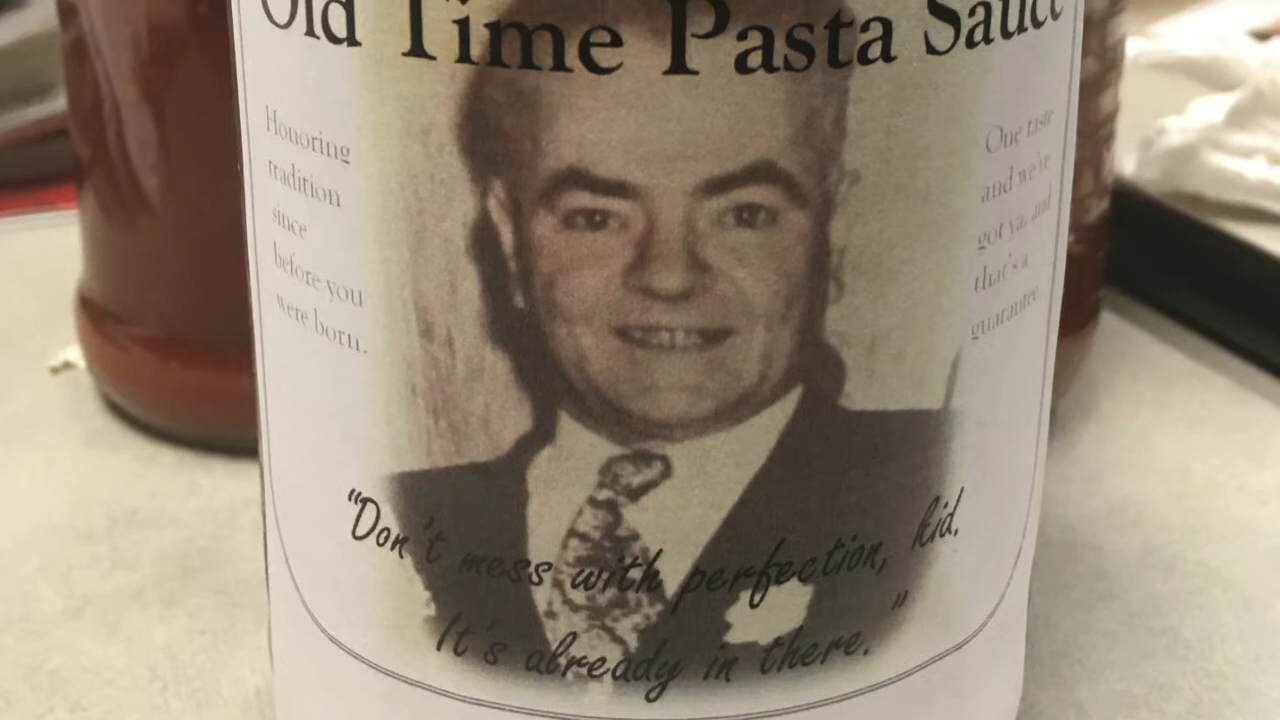 Old Time Pasta Sauce
Honoring
tradition
since
before you
were born.
One taste
and we've
got ya, and
that's a
guarantee.
"Don't mess with perfection, kid.
It's already in there."